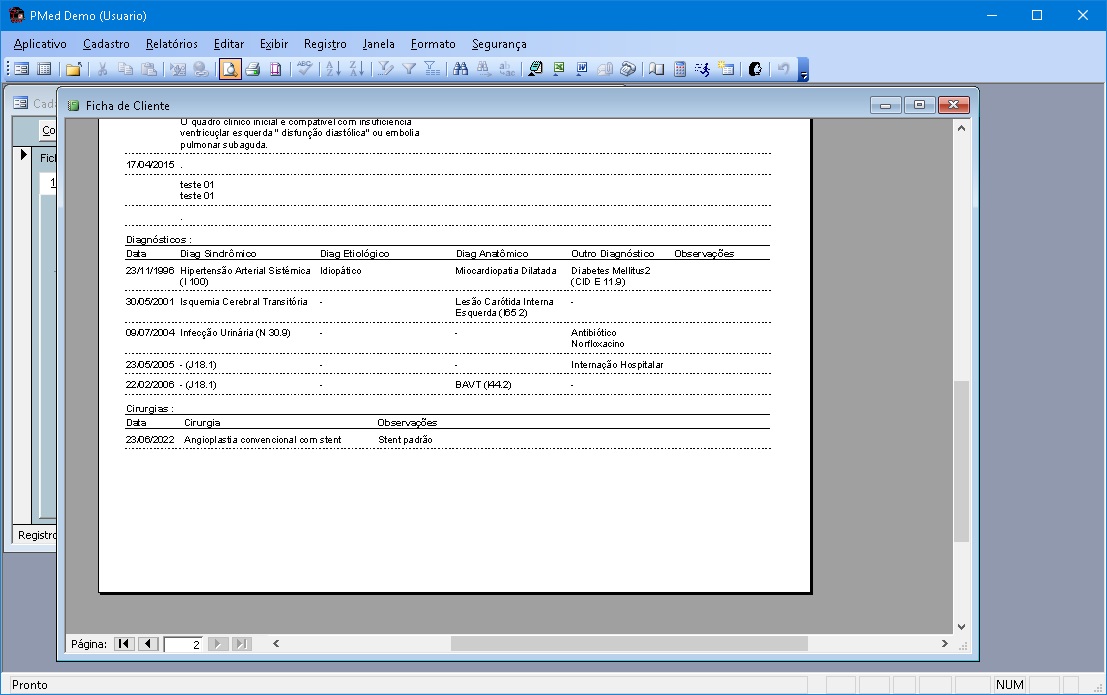 PMed Demo (Usuario)
Aplicativo Cadastro Relatórios Editar Exibir Registro Janela Formato Segurança
Cada
Ficha de Cliente
Co
Fich
1
O quadro clínico inicial é compatível com insuficiência
ventricuçlar esquerda " disfunção diastólica" ou embolia
pulmonar subaguda.
17/04/2015 .
teste 01
teste 01
.
Diagnósticos :
Data Diag Sindrômico Diag Etiológico Diag Anatômico Outro Diagnóstico Observações
23/11/1996 Hipertensão Arterial Sistémica Idiopático Miocardiopatia Dilatada Diabetes Mellitus2
(I 100) (CID E 11.9)
30/05/2001 Isquemia Cerebral Transitória - Lesão Carótida Interna -
Esquerda (I65 2)
09/07/2004 Infecção Urinária (N 30.9) - - Antibiótico
Norfloxacino
23/05/2005 - (J18.1) - Internação Hospitalar
22/02/2006 - (J18.1) - BAVT (I44.2) -
Cirurgias :
Data Cirurgia Observações
23/06/2022 Angioplastia convencional com stent Stent padrão
Registro
Página: 2
Pronto NUM